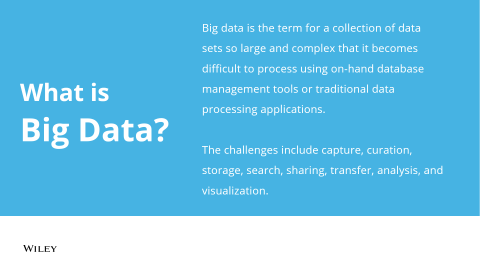 What is
Big Data?
Big data is the term for a collection of data
sets so large and complex that it becomes
difficult to process using on-hand database
management tools or traditional data
processing applications.
The challenges include capture, curation,
storage, search, sharing, transfer, analysis, and
visualization.
WILEY